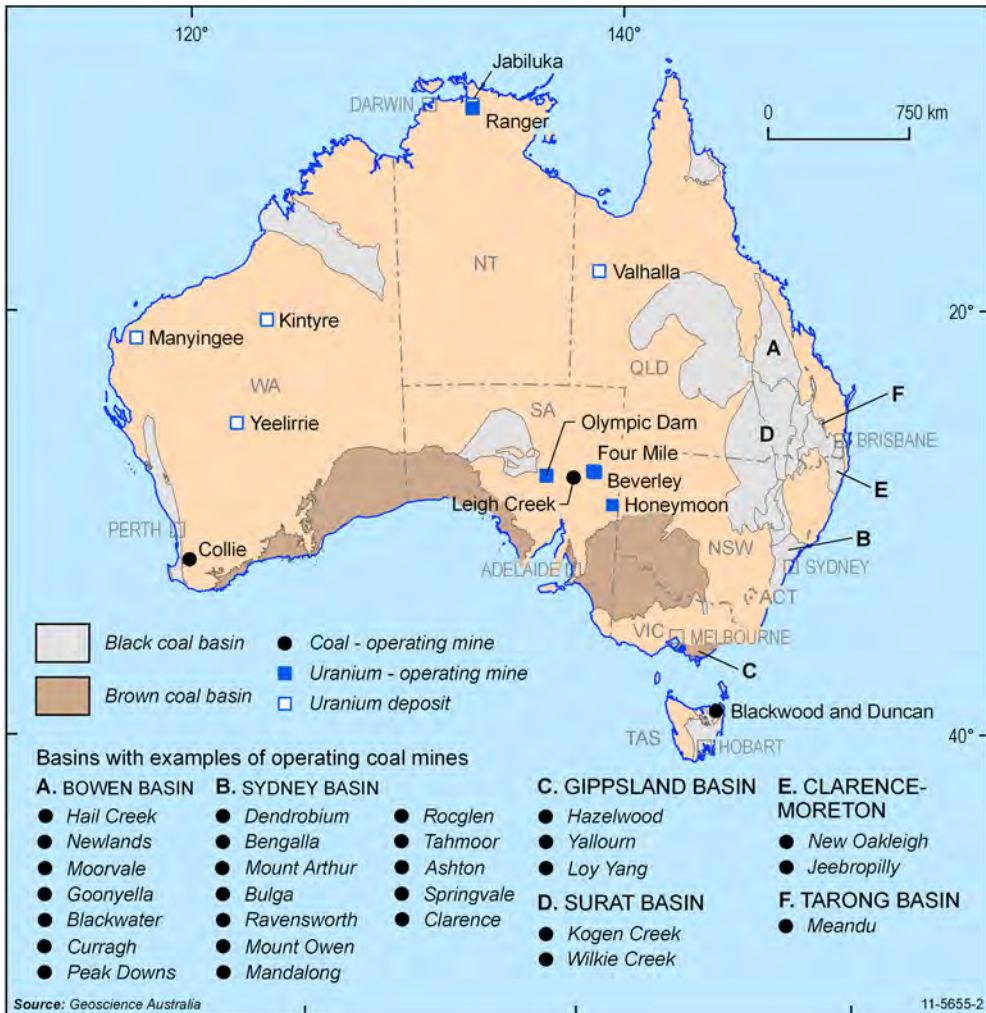 120°
140°
Jabiluka
DARWIN
Ranger
0
750 km
NT
Valhalla
20°
Kintyre
Manyingee
A
QLD
WA
F
SA
Yeelirrie
Olympic Dam
D
BRISBANE
Four Mile
Beverley
E
Leigh Creek
Honeymoon
PERTH
B
NSW
Collie
SYDNEY
ADELAIDE
ACT
VIC
MELBOURNE
C
Black coal basin
Coal - operating mine
Uranium - operating mine
Brown coal basin
Uranium deposit
Blackwood and Duncan
TAS
HOBART
40°
Basins with examples of operating coal mines
A. BOWEN BASIN
Hail Creek
Newlands
Moorvale
Goonyella
Blackwater
Curragh
Peak Downs
B. SYDNEY BASIN
Dendrobium
Bengalla
Mount Arthur
Bulga
Ravensworth
Mount Owen
Mandalong
Rocglen
Tahmoor
Ashton
Springvale
Clarence
C. GIPPSLAND BASIN
Hazelwood
Yallourn
Loy Yang
D. SURAT BASIN
Kogen Creek
Wilkie Creek
E. CLARENCE-
MORETON
New Oakleigh
Jeebropilly
F. TARONG BASIN
Meandu
Source: Geoscience Australia
11-5655-2